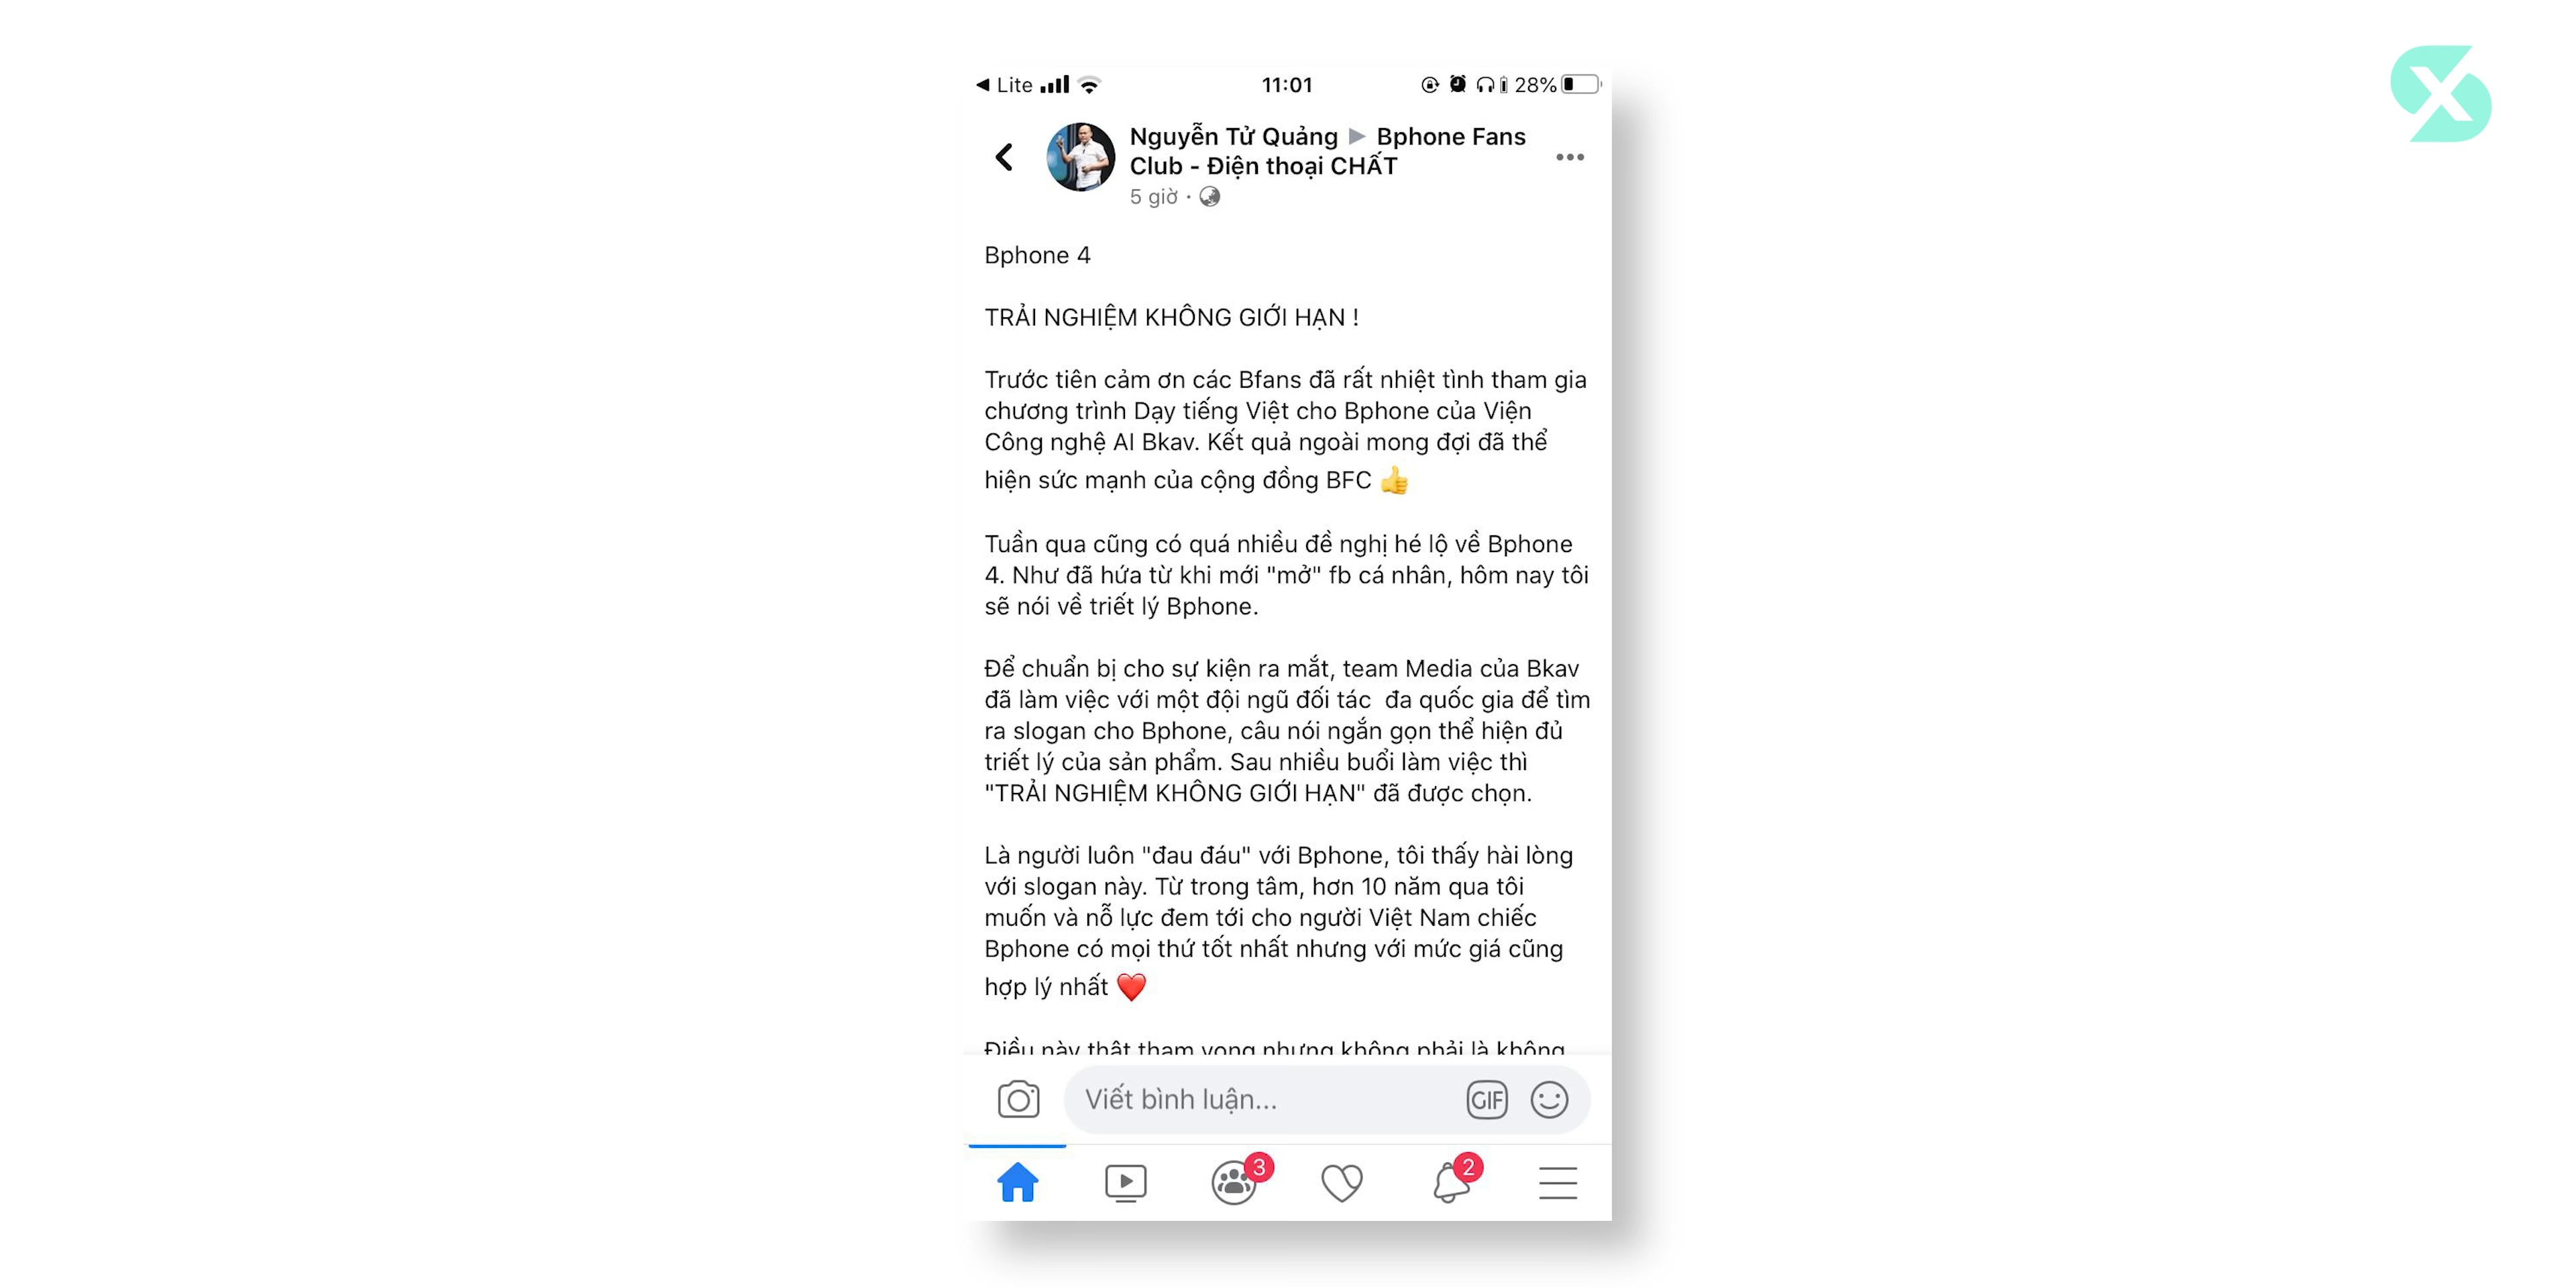 Lite
11:01
28%
Nguyễn Tử Quảng ▶ Bphone Fans
Club - Điện thoại CHẤT
5 giờ ·
Bphone 4
TRẢI NGHIỆM KHÔNG GIỚI HẠN !
Trước tiên cảm ơn các Bfans đã rất nhiệt tình tham gia
chương trình Dạy tiếng Việt cho Bphone của Viện
Công nghệ AI Bkav. Kết quả ngoài mong đợi đã thể
hiện sức mạnh của cộng đồng BFC 👍
Tuần qua cũng có quá nhiều đề nghị hé lộ về Bphone
4. Như đã hứa từ khi mới "mở" fb cá nhân, hôm nay tôi
sẽ nói về triết lý Bphone.
Để chuẩn bị cho sự kiện ra mắt, team Media của Bkav
đã làm việc với một đội ngũ đối tác  đa quốc gia để tìm
ra slogan cho Bphone, câu nói ngắn gọn thể hiện đủ
triết lý của sản phẩm. Sau nhiều buổi làm việc thì
"TRẢI NGHIỆM KHÔNG GIỚI HẠN" đã được chọn.
Là người luôn "đau đáu" với Bphone, tôi thấy hài lòng
với slogan này. Từ trong tâm, hơn 10 năm qua tôi
muốn và nỗ lực đem tới cho người Việt Nam chiếc
Bphone có mọi thứ tốt nhất nhưng với mức giá cũng
hợp lý nhất ❤️
Điều này thật tham vọng nhưng không phải là không
Viết bình luận...
GIF
3
2